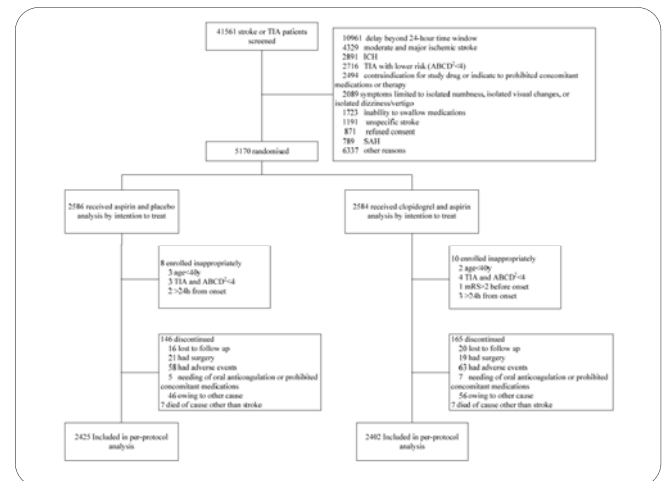 41561 stroke or TIA patients
screened
10961 delay beyond 24-hour time window
4329 moderate and major ischemic stroke
2891 ICH
2716 TIA with lower risk (ABCD²<4)
2494 contraindication for study drug or indicate to prohibited concomitant
medications or therapy
2089 symptoms limited to isolated numbness, isolated visual changes, or
isolated dizziness/vertigo
1723 inability to swallow medications
1191 unspecific stroke
871 refused consent
789 SAH
6337 other reasons
5170 randomised
2586 received aspirin and placebo
analysis by intention to treat
2584 received clopidogrel and aspirin
analysis by intention to treat
8 enrolled inappropriately
3 age<40y
3 TIA and ABCD²<4
2 >24h from onset
10 enrolled inappropriately
2 age<40y
4 TIA and ABCD²<4
1 mRS>2 before onset
3 >24h from onset
146 discontinued
16 lost to follow up
21 had surgery
58 had adverse events
5 needing of oral anticoagulation or prohibited
concomitant medications
46 owing to other cause
7 died of cause other than stroke
165 discontinued
20 lost to follow up
19 had surgery
63 had adverse events
7 needing of oral anticoagulation or prohibited
concomitant medications
56 owing to other cause
7 died of cause other than stroke
2425 Included in per-protocol
analysis
2402 Included in per-protocol
analysis